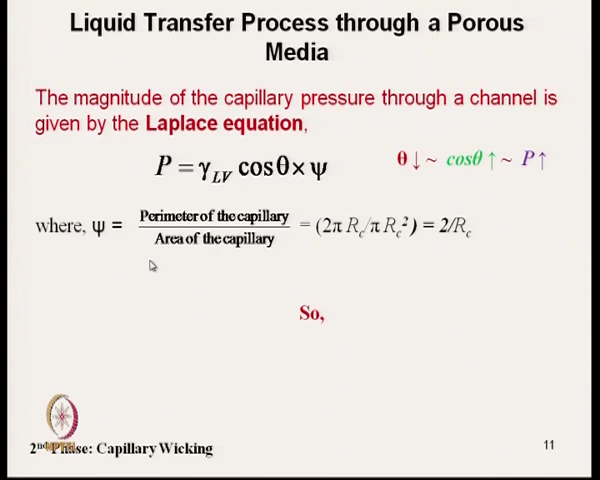 Liquid Transfer Process through a Porous
Media
The magnitude of the capillary pressure through a channel is
given by the Laplace equation,
P = γLV cosθ × ψ
θ ↓ ~ cosθ ↑ ~ P ↑
where, ψ = Perimeter of the capillary / Area of the capillary = (2π Rc/π Rc²) = 2/Rc
So,
2nd Phase: Capillary Wicking
11